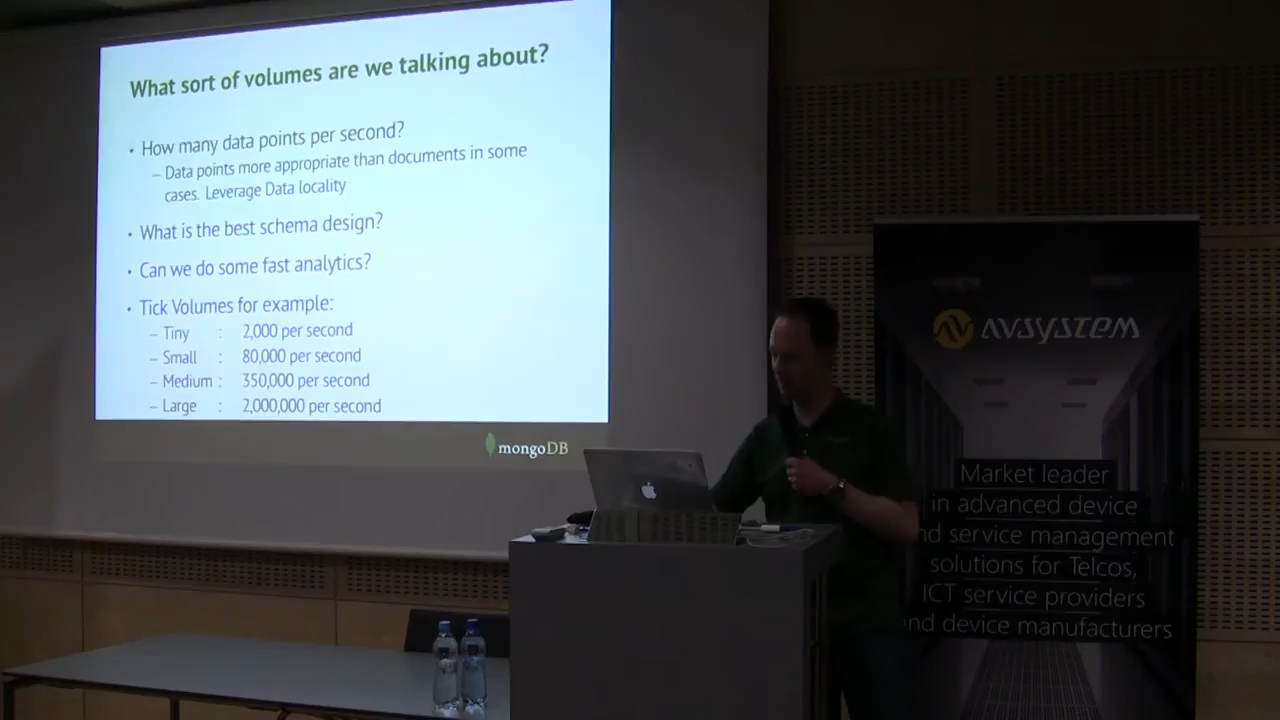 What sort of volumes are we talking about?
• How many data points per second?
– Data points more appropriate than documents in some
cases. Leverage Data locality
• What is the best schema design?
• Can we do some fast analytics?
• Tick Volumes for example:
– Tiny : 2,000 per second
– Small : 80,000 per second
– Medium : 350,000 per second
– Large : 2,000,000 per second
mongoDB
AVSYSTEM
Market leader
in advanced device
nd service management
solutions for Telcos,
ICT service providers
nd device manufacturers